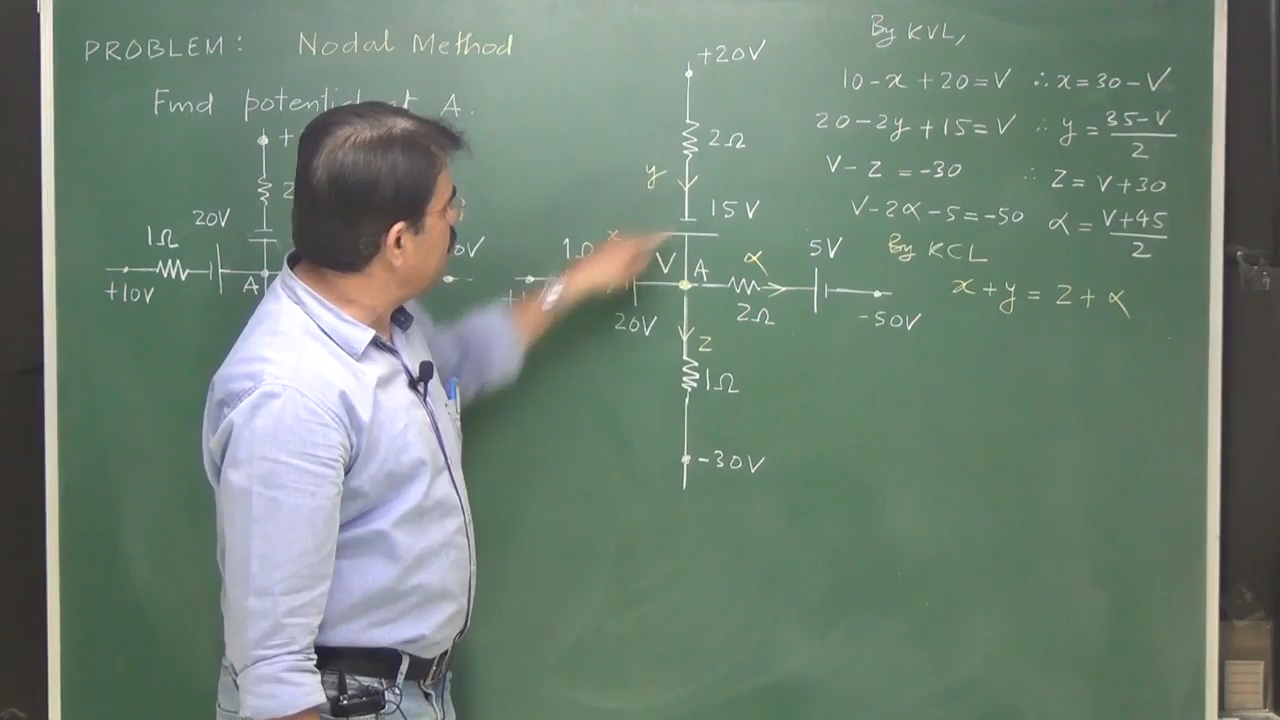 PROBLEM: Nodal Method
Find potential at A.
20V
1Ω
+10V
A
+20V
2Ω
y
15V
1Ω
x
V
A
α
5V
20V
2Ω
-50V
z
1Ω
-30V
By KVL,
10-x+20=V ∴x=30-V
20-2y+15=V ∴ y=35-V/2
V-z=-30 ∴ z=V+30
V-2α-5=-50 α=V+45/2
By KCL
x+y=z+α